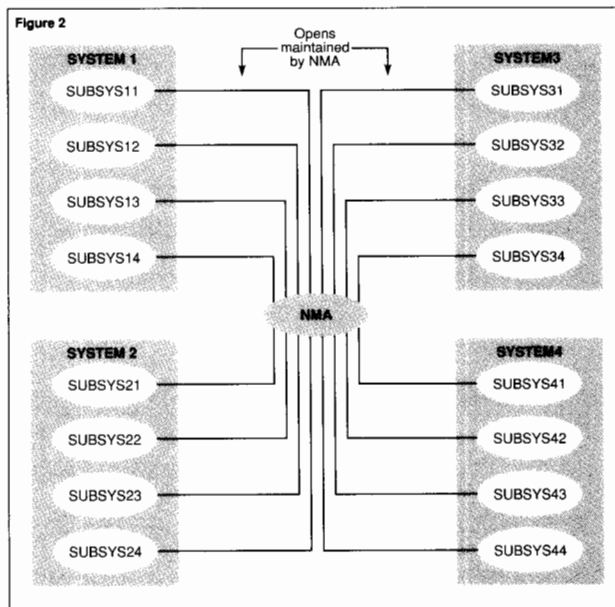 Figure 2
Opens
maintained
by NMA
SYSTEM 1
SUBSYS11
SUBSYS12
SUBSYS13
SUBSYS14
SYSTEM3
SUBSYS31
SUBSYS32
SUBSYS33
SUBSYS34
NMA
SYSTEM 2
SUBSYS21
SUBSYS22
SUBSYS23
SUBSYS24
SYSTEM4
SUBSYS41
SUBSYS42
SUBSYS43
SUBSYS44